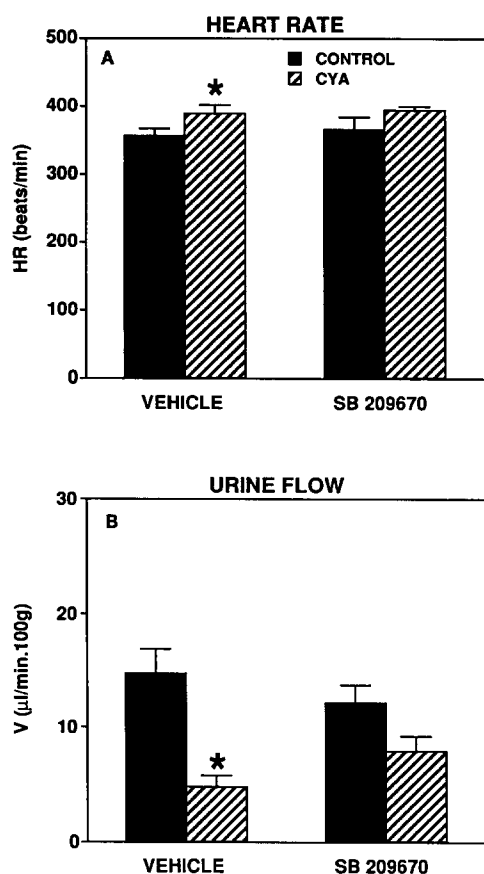 HEART RATE
A
CONTROL
CYA
*
HR (beats/min)
500
400
300
200
100
0
VEHICLE SB 209670
URINE FLOW
B
*
V (µl/min.100g)
30
20
10
0
VEHICLE SB 209670